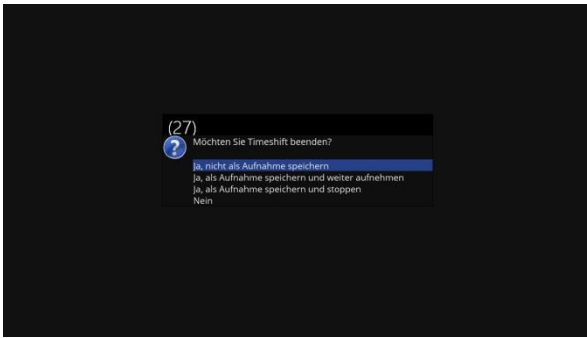 (27)
Möchten Sie Timeshift beenden?
Ja, nicht als Aufnahme speichern
Ja, als Aufnahme speichern und weiter aufnehmen
Ja, als Aufnahme speichern und stoppen
Nein